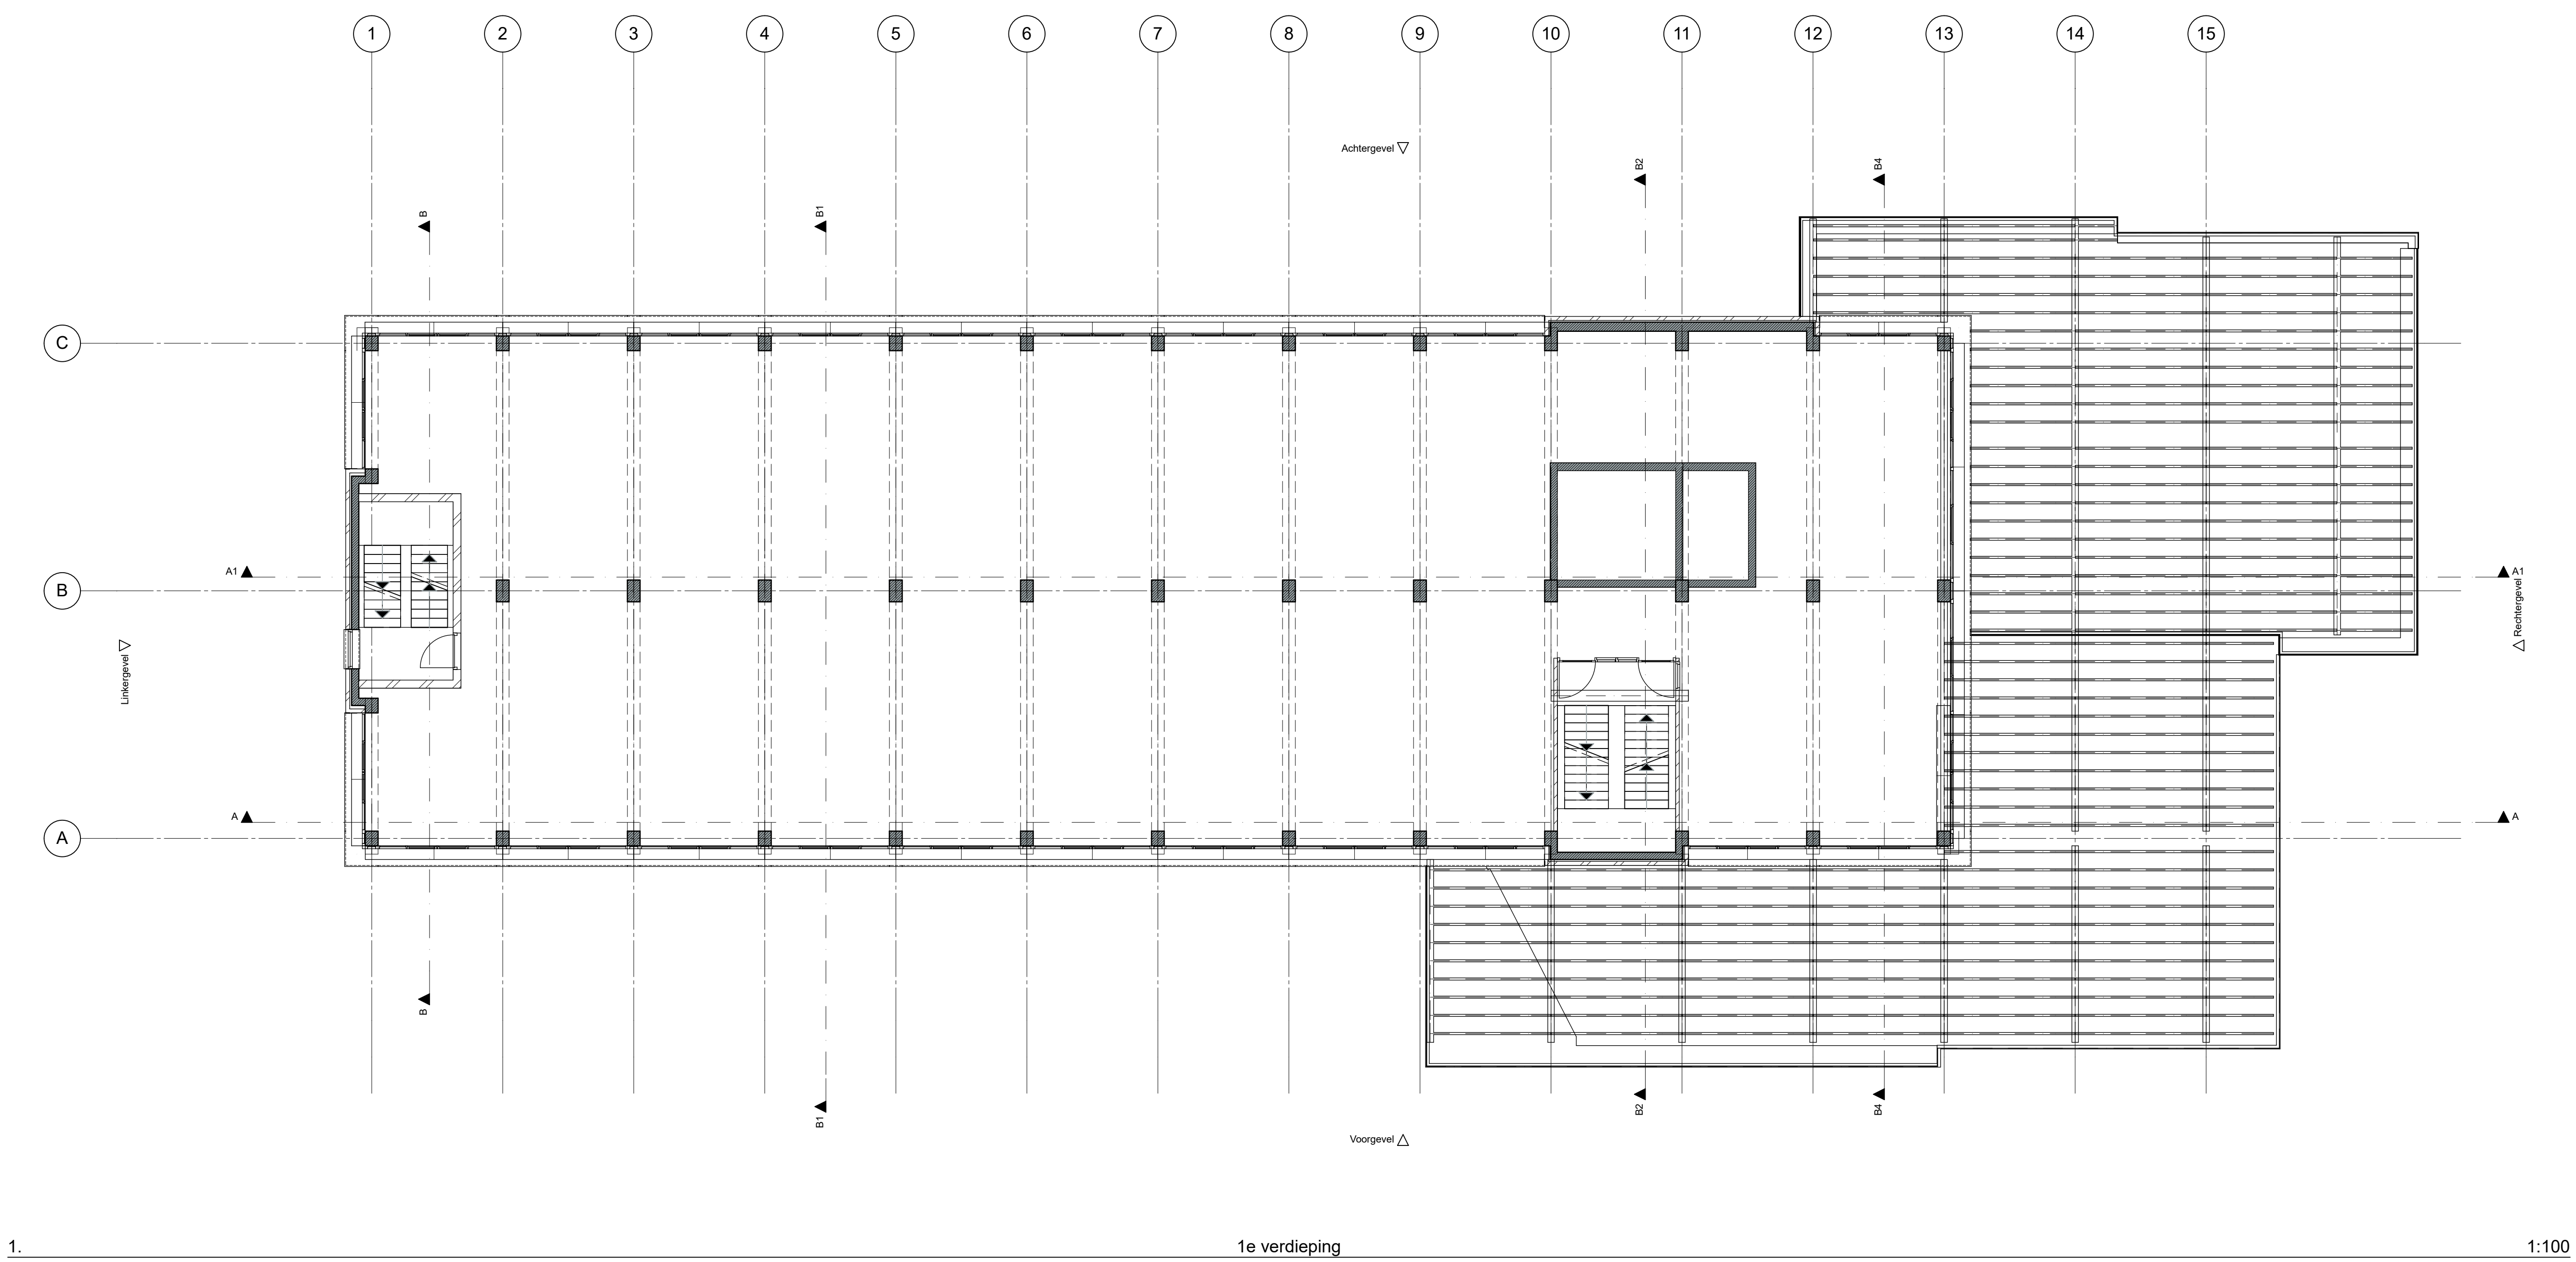 1 2 3 4 5 6 7 8 9 10 11 12 13 14 15
Achtergevel
B2 B4
B B1
C
A1 A1
B
Rechtergevel
Linkergevel
A A
A
B
B2 B4
B1
Voorgevel
1. 1e verdieping 1:100